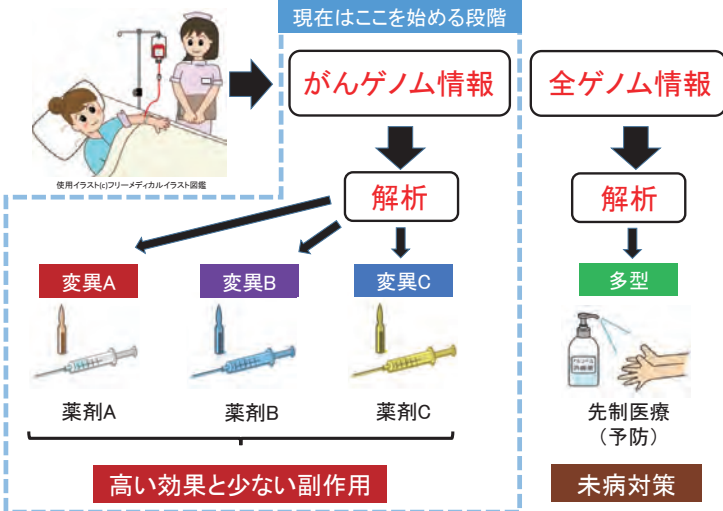 現在はここを始める段階
がんゲノム情報
全ゲノム情報
使用イラスト(c)フリーメディカルイラスト図鑑
解析
解析
変異A
変異B
変異C
多型
薬剤A
薬剤B
薬剤C
先制医療
(予防)
高い効果と少ない副作用
未病対策